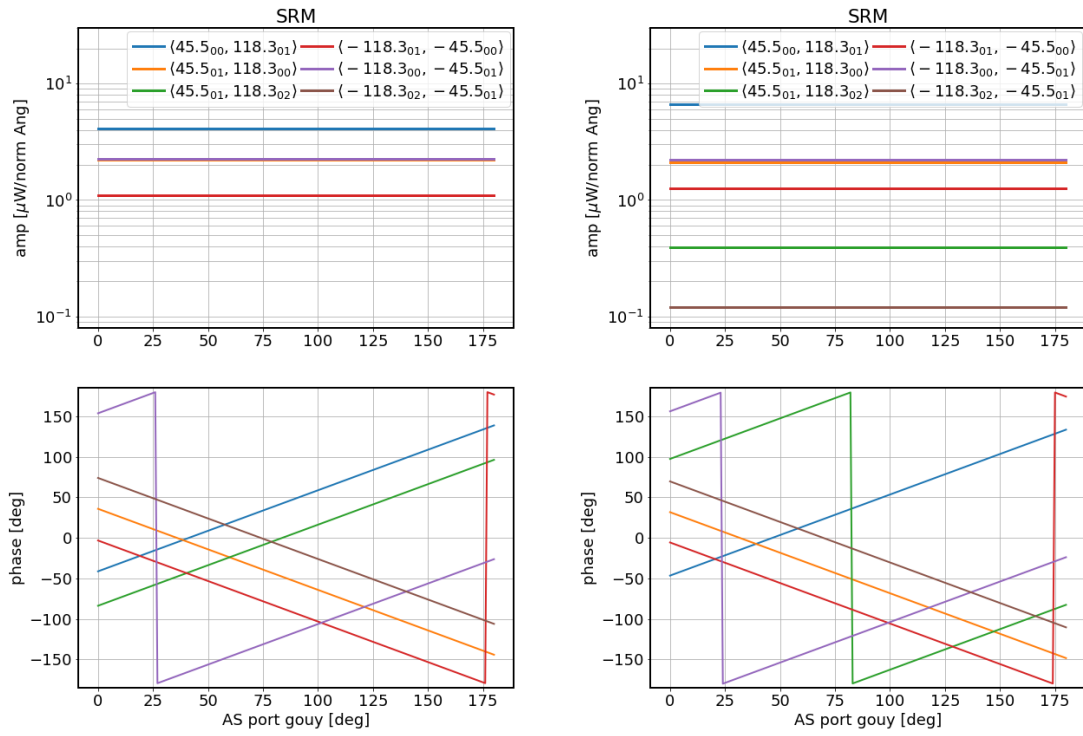 SRM
⟨45.5₀₀, 118.3₀₁⟩ ⟨−118.3₀₁, −45.5₀₀⟩
⟨45.5₀₁, 118.3₀₀⟩ ⟨−118.3₀₀, −45.5₀₁⟩
⟨45.5₀₁, 118.3₀₂⟩ ⟨−118.3₀₂, −45.5₀₁⟩
amp [μW/norm Ang]
10¹
10⁰
10⁻¹
0 25 50 75 100 125 150 175
SRM
⟨45.5₀₀, 118.3₀₁⟩ ⟨−118.3₀₁, −45.5₀₀⟩
⟨45.5₀₁, 118.3₀₀⟩ ⟨−118.3₀₀, −45.5₀₁⟩
⟨45.5₀₁, 118.3₀₂⟩ ⟨−118.3₀₂, −45.5₀₁⟩
amp [μW/norm Ang]
10¹
10⁰
10⁻¹
0 25 50 75 100 125 150 175
phase [deg]
150
100
50
0
−50
−100
−150
0 25 50 75 100 125 150 175
AS port gouy [deg]
phase [deg]
150
100
50
0
−50
−100
−150
0 25 50 75 100 125 150 175
AS port gouy [deg]